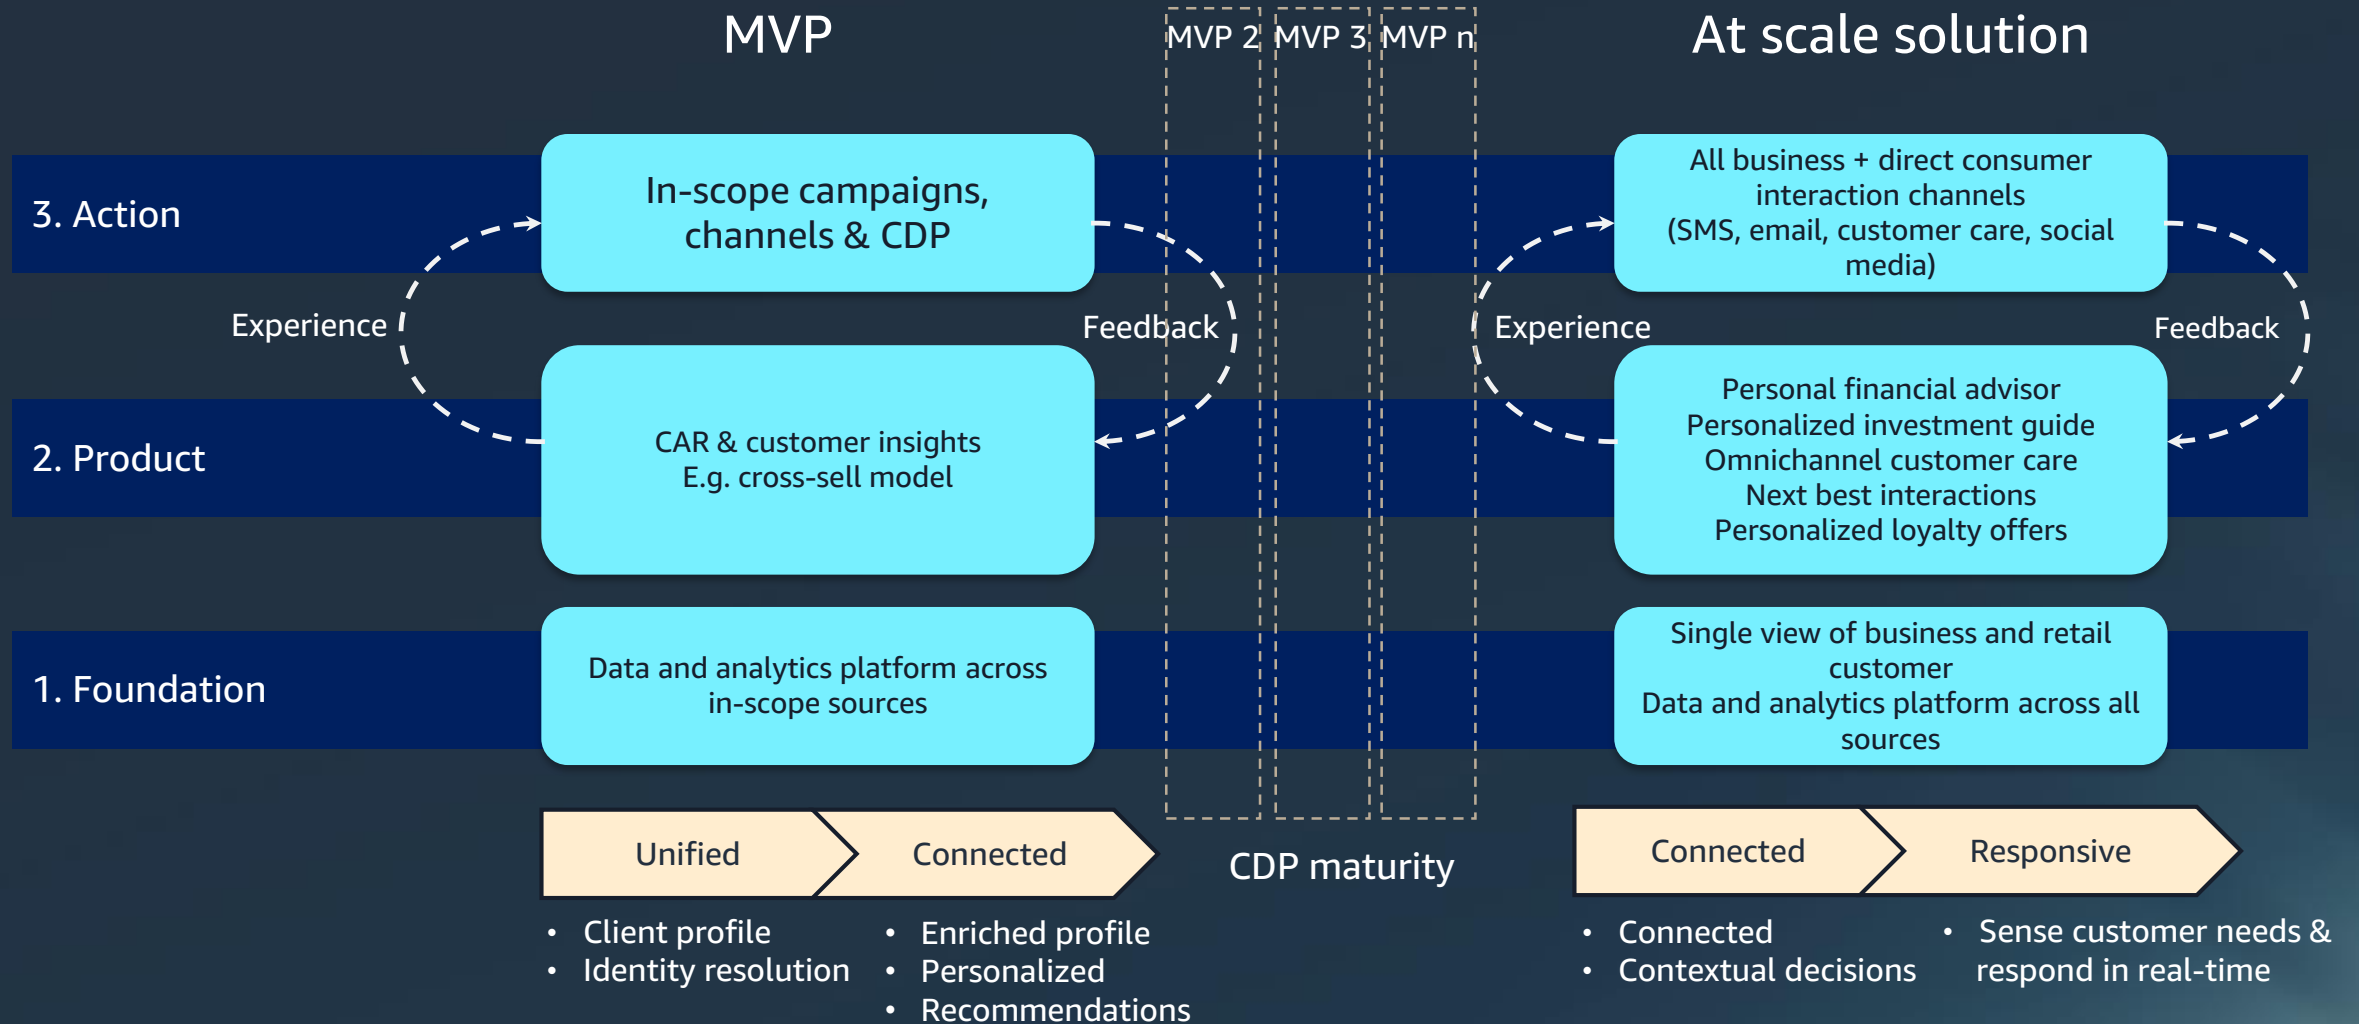 MVP
MVP 2
MVP 3
MVP n
At scale solution
3. Action
In-scope campaigns,
channels & CDP
All business + direct consumer
interaction channels
(SMS, email, customer care, social
media)
Experience
Feedback
Experience
Feedback
2. Product
CAR & customer insights
E.g. cross-sell model
Personal financial advisor
Personalized investment guide
Omnichannel customer care
Next best interactions
Personalized loyalty offers
1. Foundation
Data and analytics platform across
in-scope sources
Single view of business and retail
customer
Data and analytics platform across all
sources
Unified
Connected
CDP maturity
Connected
Responsive
• Client profile
• Identity resolution
• Enriched profile
• Personalized
• Recommendations
• Connected
• Contextual decisions
• Sense customer needs &
respond in real-time